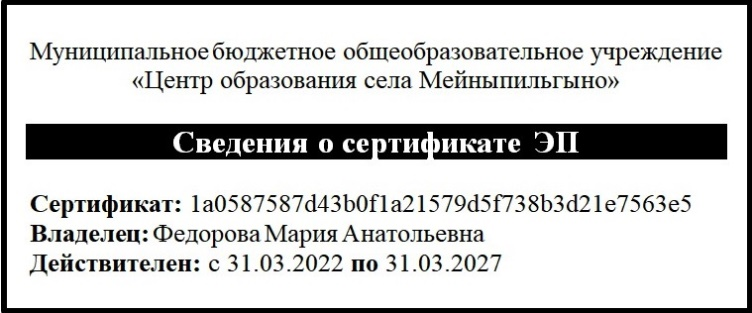 Муниципальное бюджетное общеобразовательное учреждение
«Центр образования села Мейныпильгыно»
Сведения о сертификате ЭП
Сертификат: 1a0587587d43b0f1a21579d5f738b3d21e7563e5
Владелец: Федорова Мария Анатольевна
Действителен: с 31.03.2022 по 31.03.2027